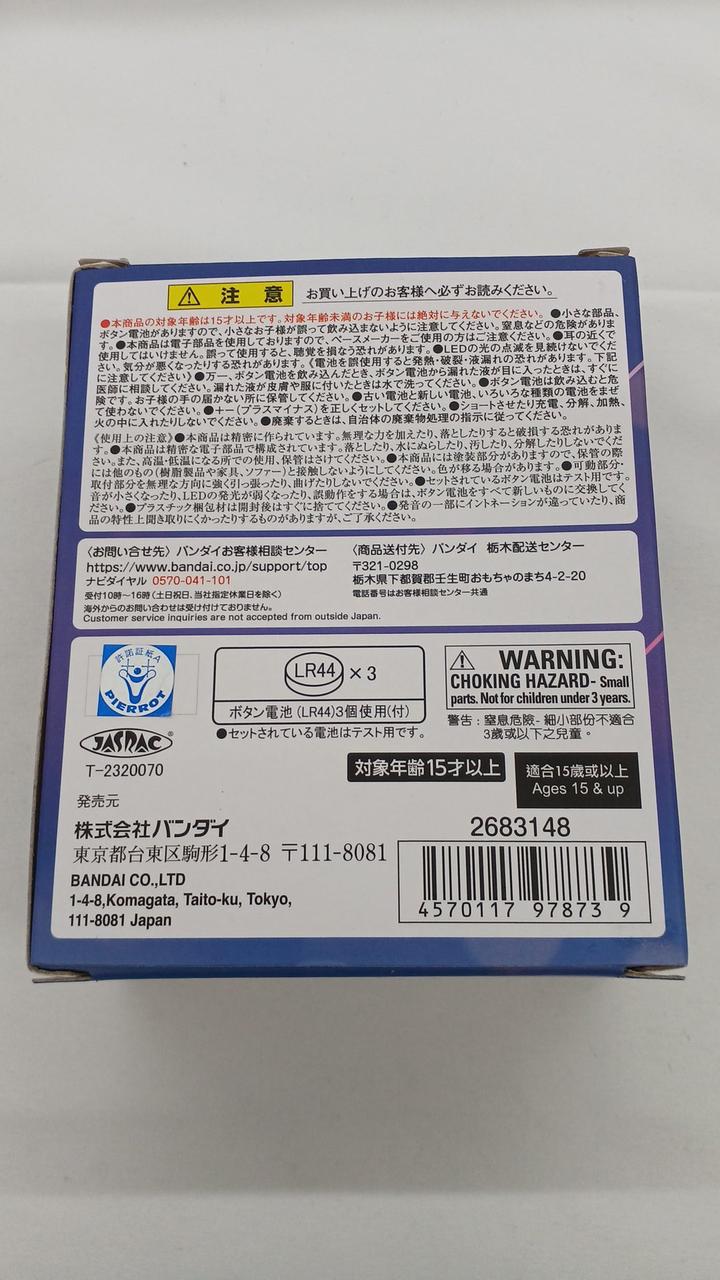 注意 お買い上げのお客様へ必ずお読みください。
●本商品の対象年齢は15才以上です。対象年齢未満のお子様には絶対に与えないでください。●小さな部品、
ボタン電池がありますので、小さなお子様が誤って飲み込まないように注意してください。窒息などの危険がありま
す。●本商品は電子部品を使用しておりますので、ペースメーカーをご使用の方はご注意ください。●耳の近くで
使用してはいけません。誤って使用すると、聴覚を損なう恐れがあります。●LEDの光の点滅を見続けないでくだ
さい。気分が悪くなったりする恐れがあります。《電池を誤使用すると発熱・破裂・液漏れの恐れがあります。下記
に注意してください》●万一、ボタン電池を飲み込んだとき、ボタン電池から漏れた液が目に入ったときは、すぐに
医師に相談してください。漏れた液が皮膚や服に付いたときは水で洗ってください。●ボタン電池は飲み込むと危
険です。お子様の手の届かない所に保管してください。●古い電池と新しい電池、いろいろな種類の電池をまぜ
て使わないでください。●+ー(プラスマイナス)を正しくセットしてください。●ショートさせたり充電、分解、加熱、
火の中に入れたりしないでください。●廃棄するときは、自治体の廃棄物処理の指示に従ってください。
《使用上の注意》●本商品は精密に作られています。無理な力を加えたり、落としたりすると破損する恐れがありま
す。●本商品は精密な電子部品で構成されています。落としたり、水にぬらしたり、汚したり、分解したりしないでくだ
さい。また、高温・低温になる所での使用、保管はさけてください。●本商品には塗装部分がありますので、保管の際
には他のもの(樹脂製品や家具、ソファー)と接触しないようにしてください。色が移る場合があります。●可動部分・
取付部分を無理な方向に強く引っ張ったり、曲げたりしないでください。●セットされているボタン電池はテスト用です。
音が小さくなったり、LEDの発光が弱くなったり、誤動作をする場合は、ボタン電池をすべて新しいものに交換してく
ださい。●プラスチック梱包材は開封後はすぐに捨ててください。●発音の一部にイントネーションが違っていたり、商
品の特性上聞き取りにくかったりするものがありますが、ご了承ください。
〈お問い合せ先〉バンダイお客様相談センター
https://www.bandai.co.jp/support/top
ナビダイヤル 0570-041-101
受付10時〜16時(土日祝日、当社指定休業日を除く)
海外からのお問い合わせは受け付けておりません。
Customer service inquiries are not accepted from outside Japan.
〈商品送付先〉バンダイ 栃木配送センター
〒321-0298
栃木県下都賀郡壬生町おもちゃのまち4-2-20
電話番号はお客様相談センター共通
許諾証紙A
PIERROT
JASRAC
T-2320070
LR44 ×3
ボタン電池(LR44)3個使用(付)
●セットされている電池はテスト用です。
WARNING:
CHOKING HAZARD- Small
parts. Not for children under 3 years.
警告:窒息危險-細小部份不適合
3歲或以下之兒童。
対象年齢15才以上
適合15歲或以上
Ages 15 & up
発売元
株式会社バンダイ
東京都台東区駒形1-4-8 〒111-8081
BANDAI CO.,LTD
1-4-8,Komagata, Taito-ku, Tokyo,
111-8081 Japan
2683148
4570117 97873 9